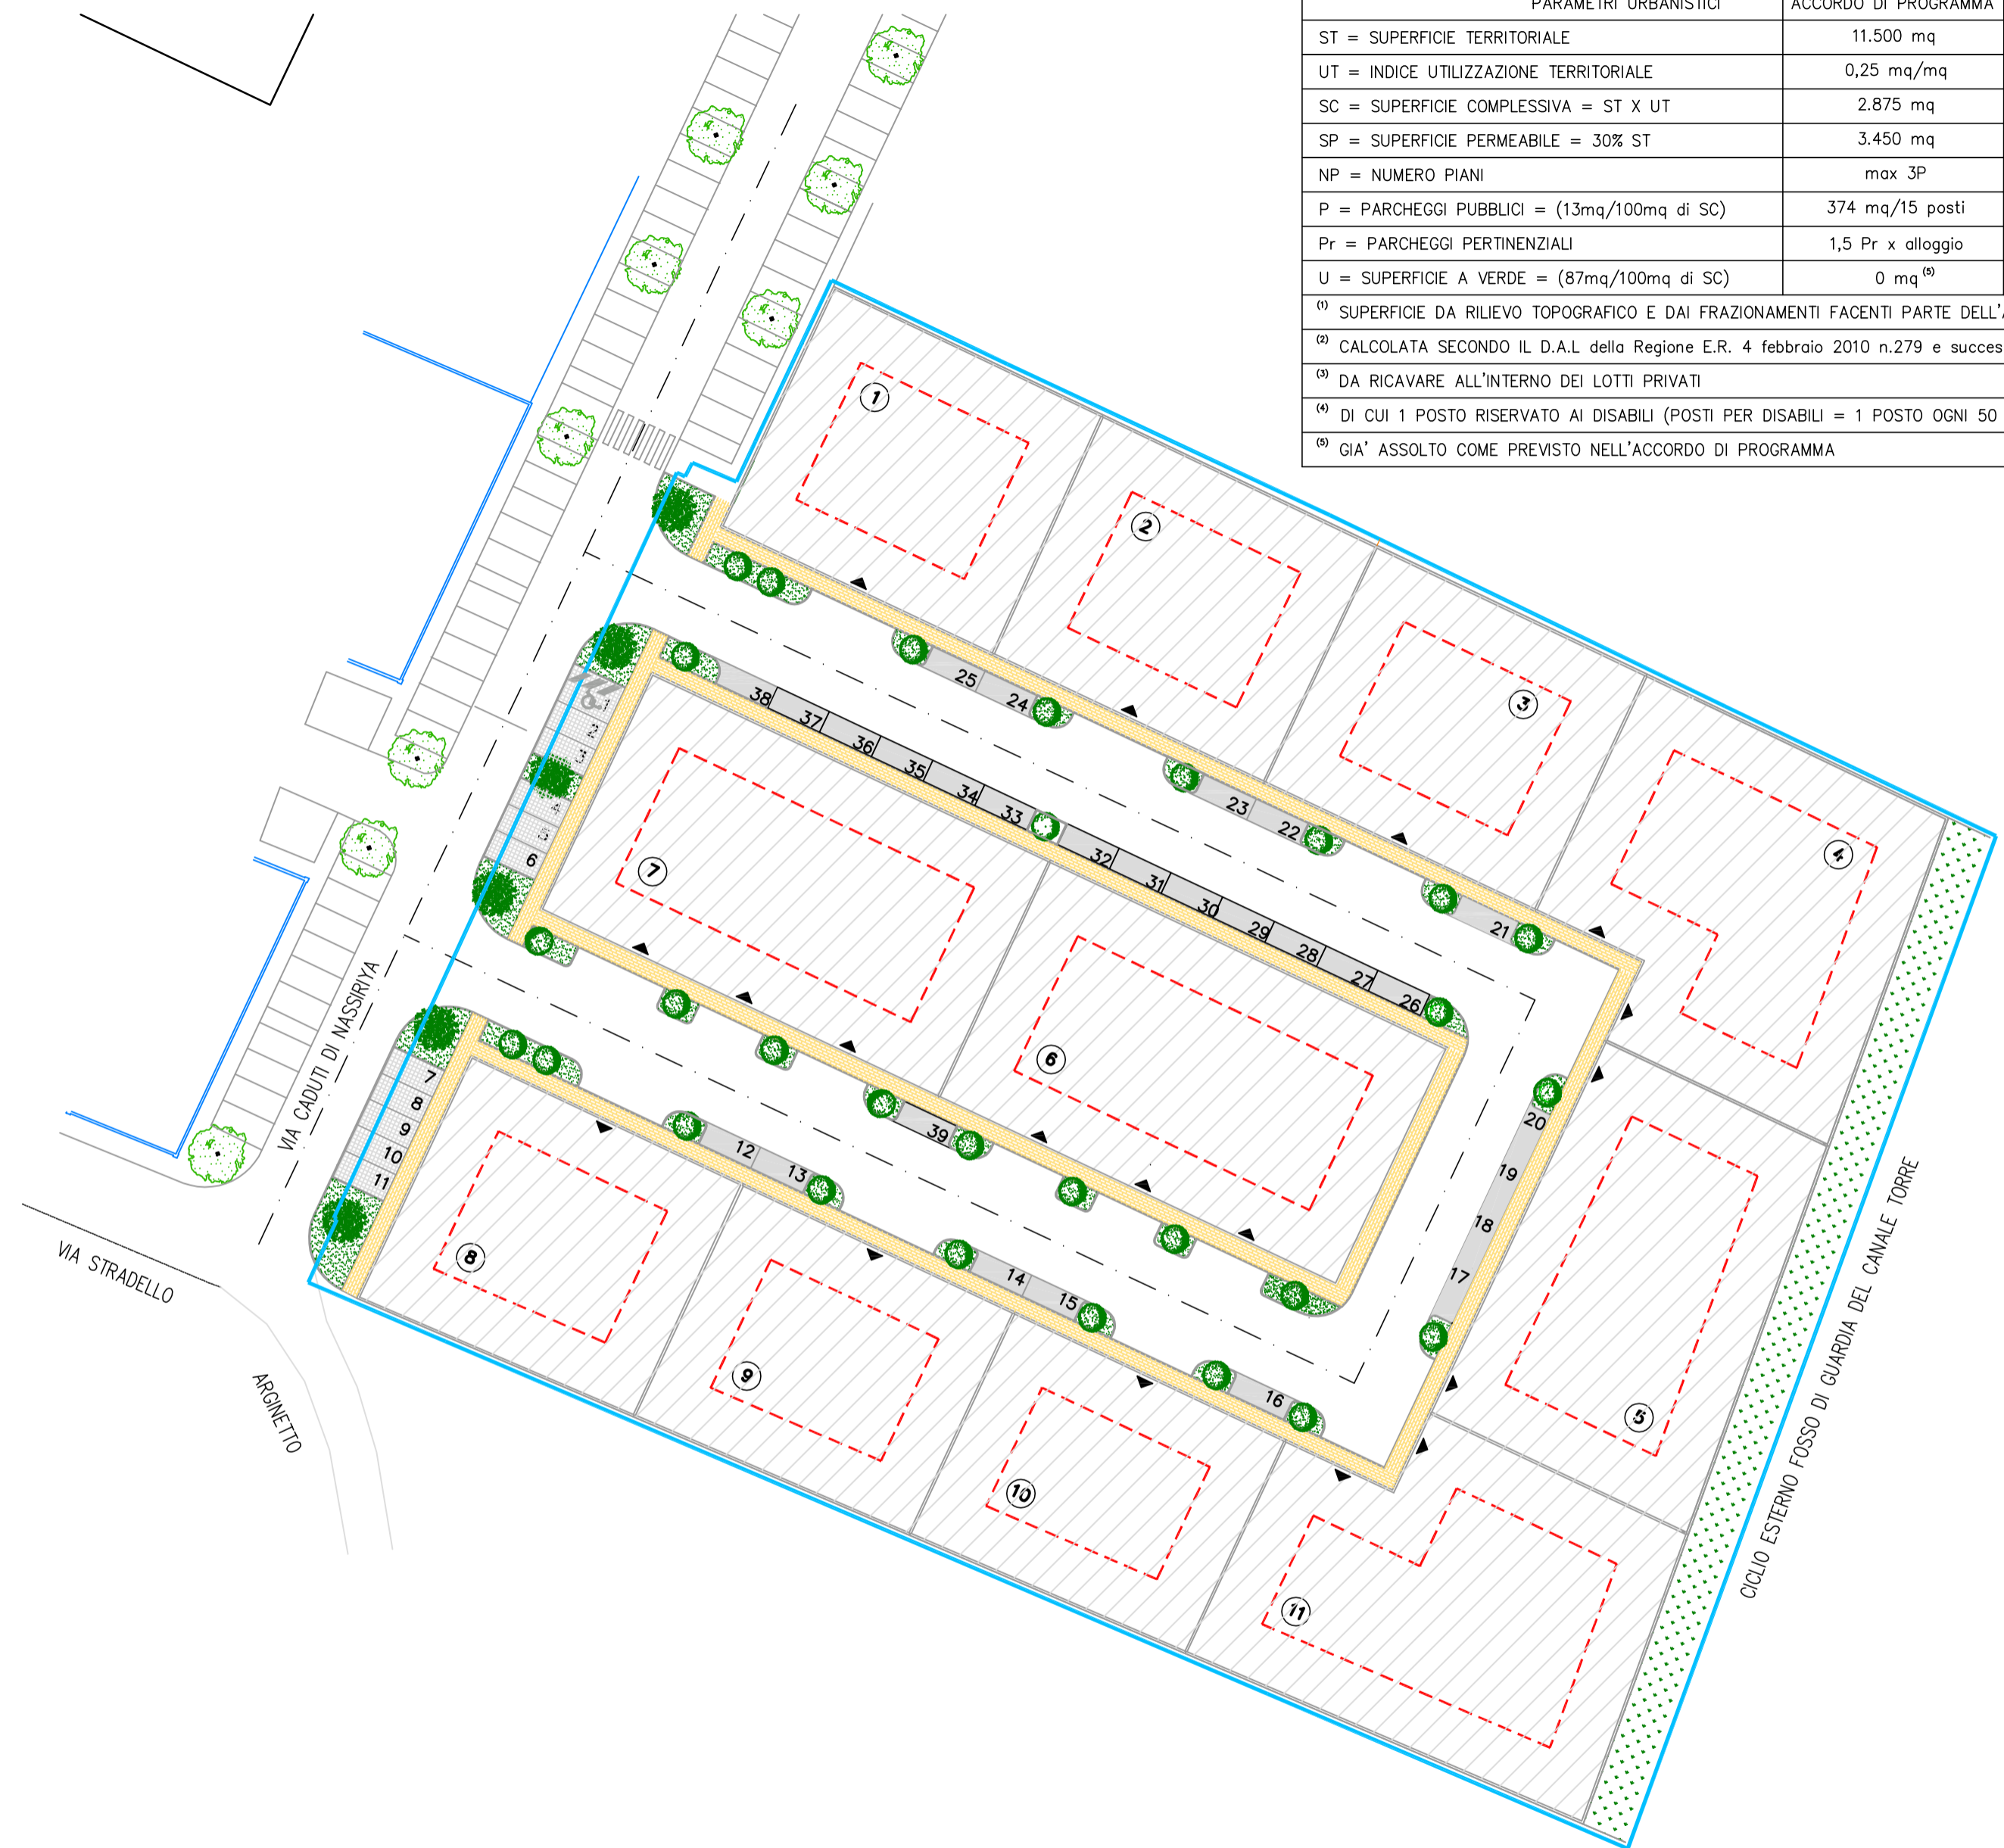 PARAMETRI URBANISTICI ACCORDO DI PROGRAMMA
ST = SUPERFICIE TERRITORIALE 11.500 mq
UT = INDICE UTILIZZAZIONE TERRITORIALE 0,25 mq/mq
SC = SUPERFICIE COMPLESSIVA = ST X UT 2.875 mq
SP = SUPERFICIE PERMEABILE = 30% ST 3.450 mq
NP = NUMERO PIANI max 3P
P = PARCHEGGI PUBBLICI = (13mq/100mq di SC) 374 mq/15 posti
Pr = PARCHEGGI PERTINENZIALI 1,5 Pr x alloggio
U = SUPERFICIE A VERDE = (87mq/100mq di SC) 0 mq (5)
(1) SUPERFICIE DA RILIEVO TOPOGRAFICO E DAI FRAZIONAMENTI FACENTI PARTE DELL'
(2) CALCOLATA SECONDO IL D.A.L della Regione E.R. 4 febbraio 2010 n.279 e succes
(3) DA RICAVARE ALL'INTERNO DEI LOTTI PRIVATI
(4) DI CUI 1 POSTO RISERVATO AI DISABILI (POSTI PER DISABILI = 1 POSTO OGNI 50
(5) GIA' ASSOLTO COME PREVISTO NELL'ACCORDO DI PROGRAMMA
1
2
3
4
25
24
23
22
21
38
37
36
35
34
33
32
31
30
29
28
27
26
1
2
3
4
5
6
7
6
20
19
18
17
5
39
7
8
9
10
11
12
13
14
15
16
8
9
10
11
VIA CADUTI DI NASSIRIYA
VIA STRADELLO
ARGINETTO
CICLIO ESTERNO FOSSO DI GUARDIA DEL CANALE TORRE